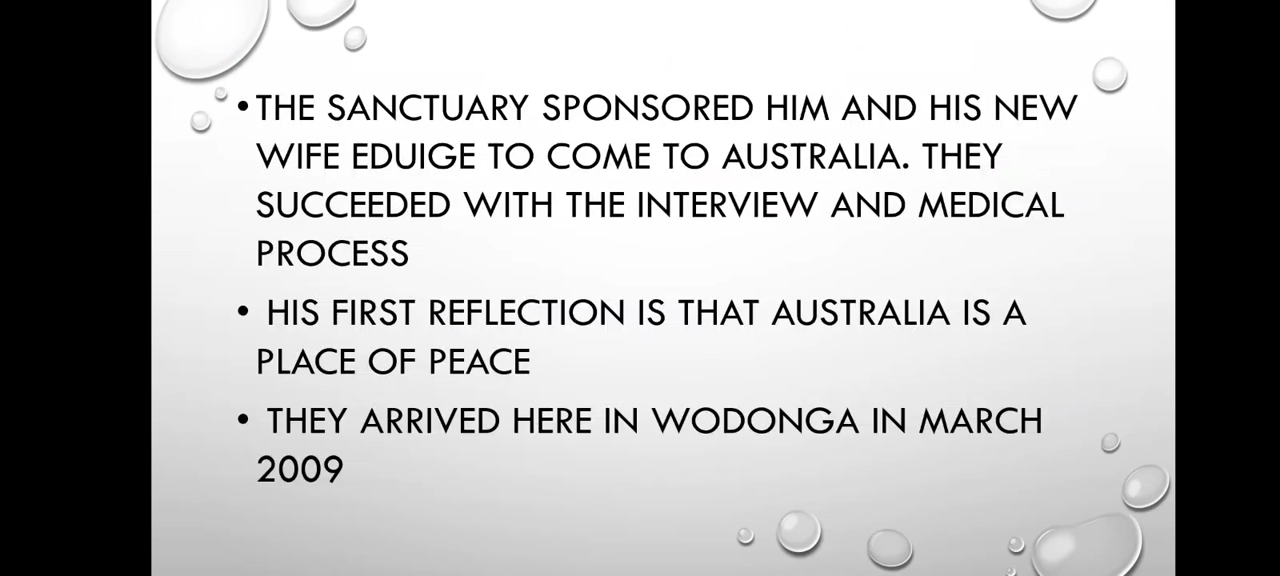 •THE SANCTUARY SPONSORED HIM AND HIS NEW
WIFE EDUIGE TO COME TO AUSTRALIA. THEY
SUCCEEDED WITH THE INTERVIEW AND MEDICAL
PROCESS
• HIS FIRST REFLECTION IS THAT AUSTRALIA IS A
PLACE OF PEACE
• THEY ARRIVED HERE IN WODONGA IN MARCH
2009